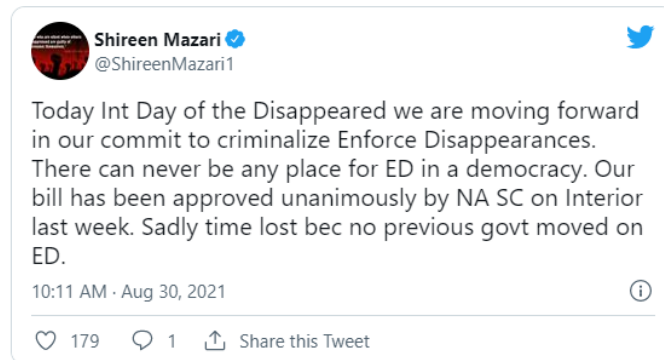 Shireen Mazari
@ShireenMazari1
Today Int Day of the Disappeared we are moving forward
in our commit to criminalize Enforce Disappearances.
There can never be any place for ED in a democracy. Our
bill has been approved unanimously by NA SC on Interior
last week. Sadly time lost bec no previous govt moved on
ED.
10:11 AM · Aug 30, 2021
179 1 Share this Tweet